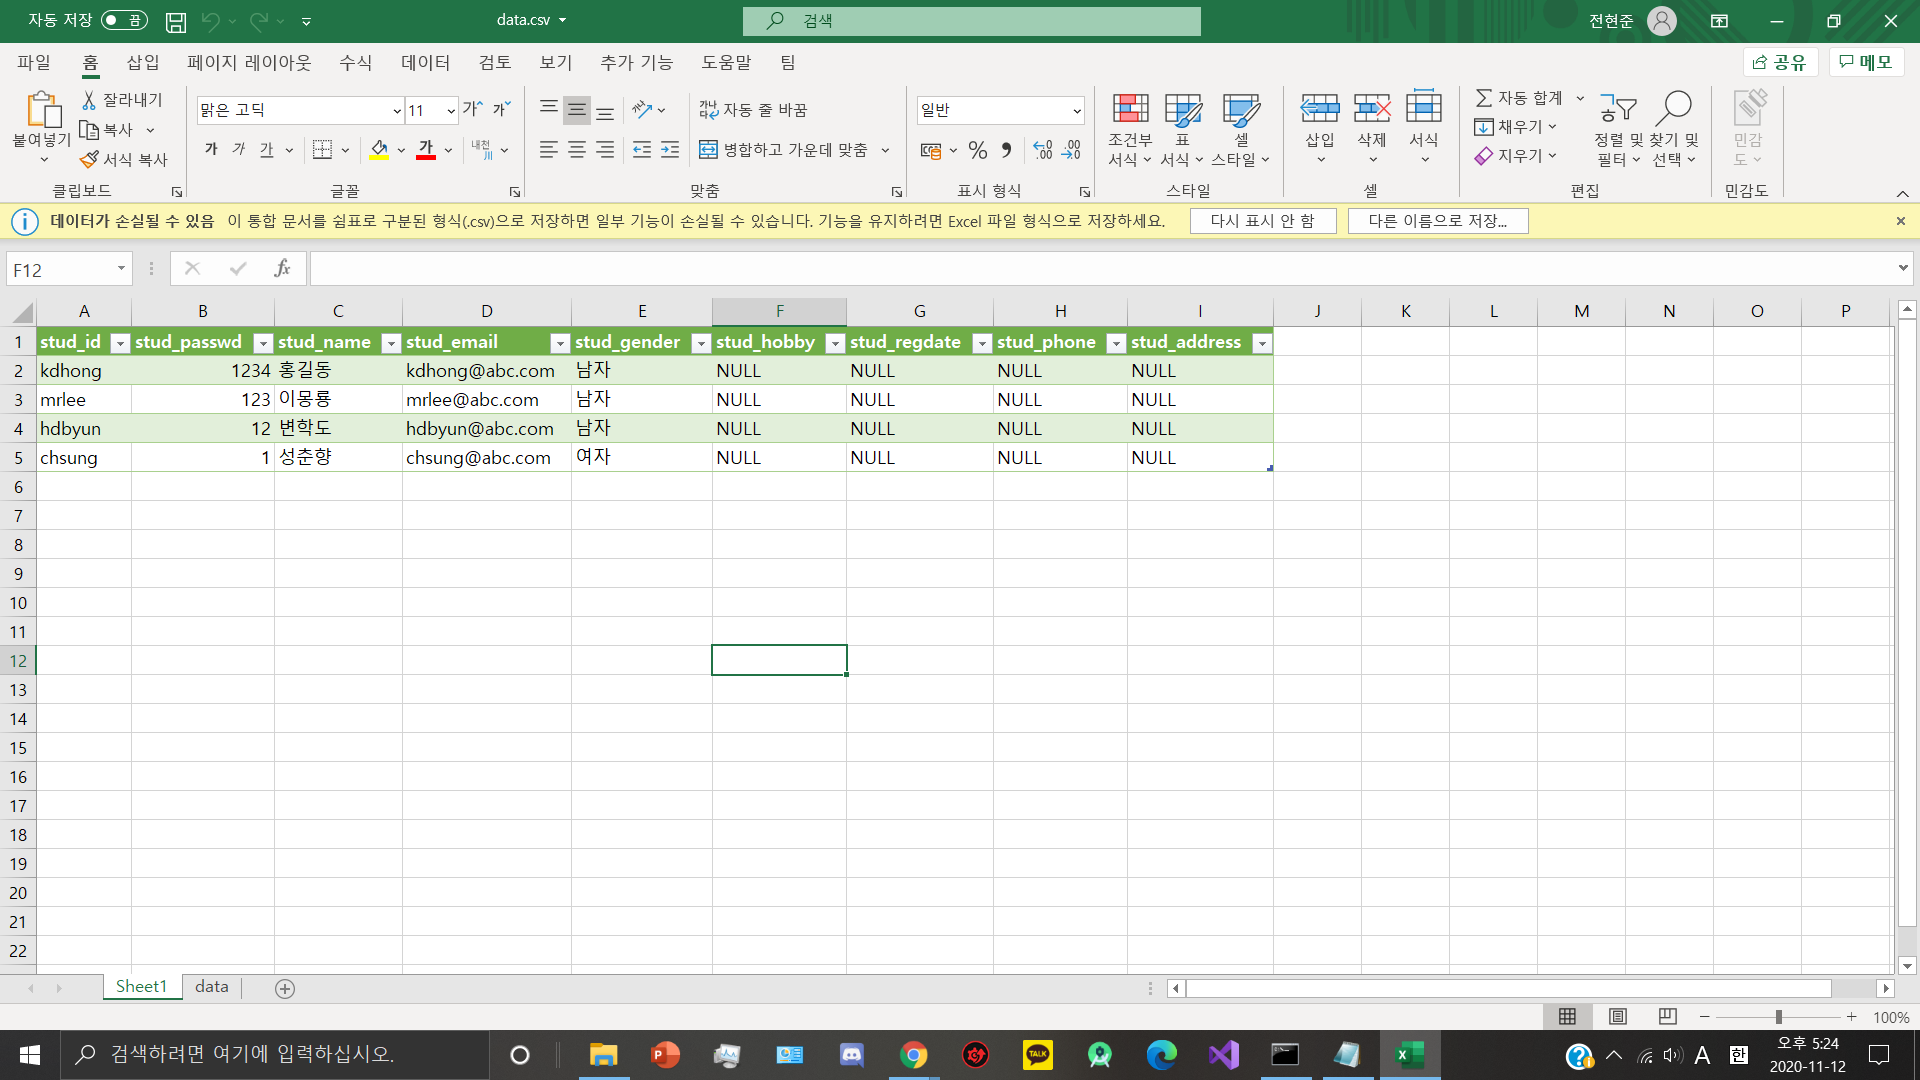 자동 저장 끔 data.csv 검색 전현준
파일 홈 삽입 페이지 레이아웃 수식 데이터 검토 보기 추가 기능 도움말 팀 공유 메모
붙여넣기 잘라내기 복사 서식 복사 클립보드
맑은 고딕 11 가 가
가 가 가 가 내천 글꼴
가나 자동 줄 바꿈
병합하고 가운데 맞춤 맞춤
일반
% 표시 형식
조건부 서식 표 서식 셀 스타일 스타일
삽입 삭제 서식 셀
자동 합계 채우기 지우기 정렬 및 필터 찾기 및 선택 편집
민감도 민감도
데이터가 손실될 수 있음 이 통합 문서를 쉼표로 구분된 형식(.csv)으로 저장하면 일부 기능이 손실될 수 있습니다. 기능을 유지하려면 Excel 파일 형식으로 저장하세요. 다시 표시 안 함 다른 이름으로 저장...
F12 fx
A B C D E F G H I J K L M N O P
1 stud_id stud_passwd stud_name stud_email stud_gender stud_hobby stud_regdate stud_phone stud_address
2 kdhong 1234 홍길동 kdhong@abc.com 남자 NULL NULL NULL NULL
3 mrlee 123 이몽룡 mrlee@abc.com 남자 NULL NULL NULL NULL
4 hdbyun 12 변학도 hdbyun@abc.com 남자 NULL NULL NULL NULL
5 chsung 1 성춘향 chsung@abc.com 여자 NULL NULL NULL NULL
6
7
8
9
10
11
12
13
14
15
16
17
18
19
20
21
22
Sheet1 data
100%
검색하려면 여기에 입력하십시오. TALK A 한 오후 5:24
2020-11-12